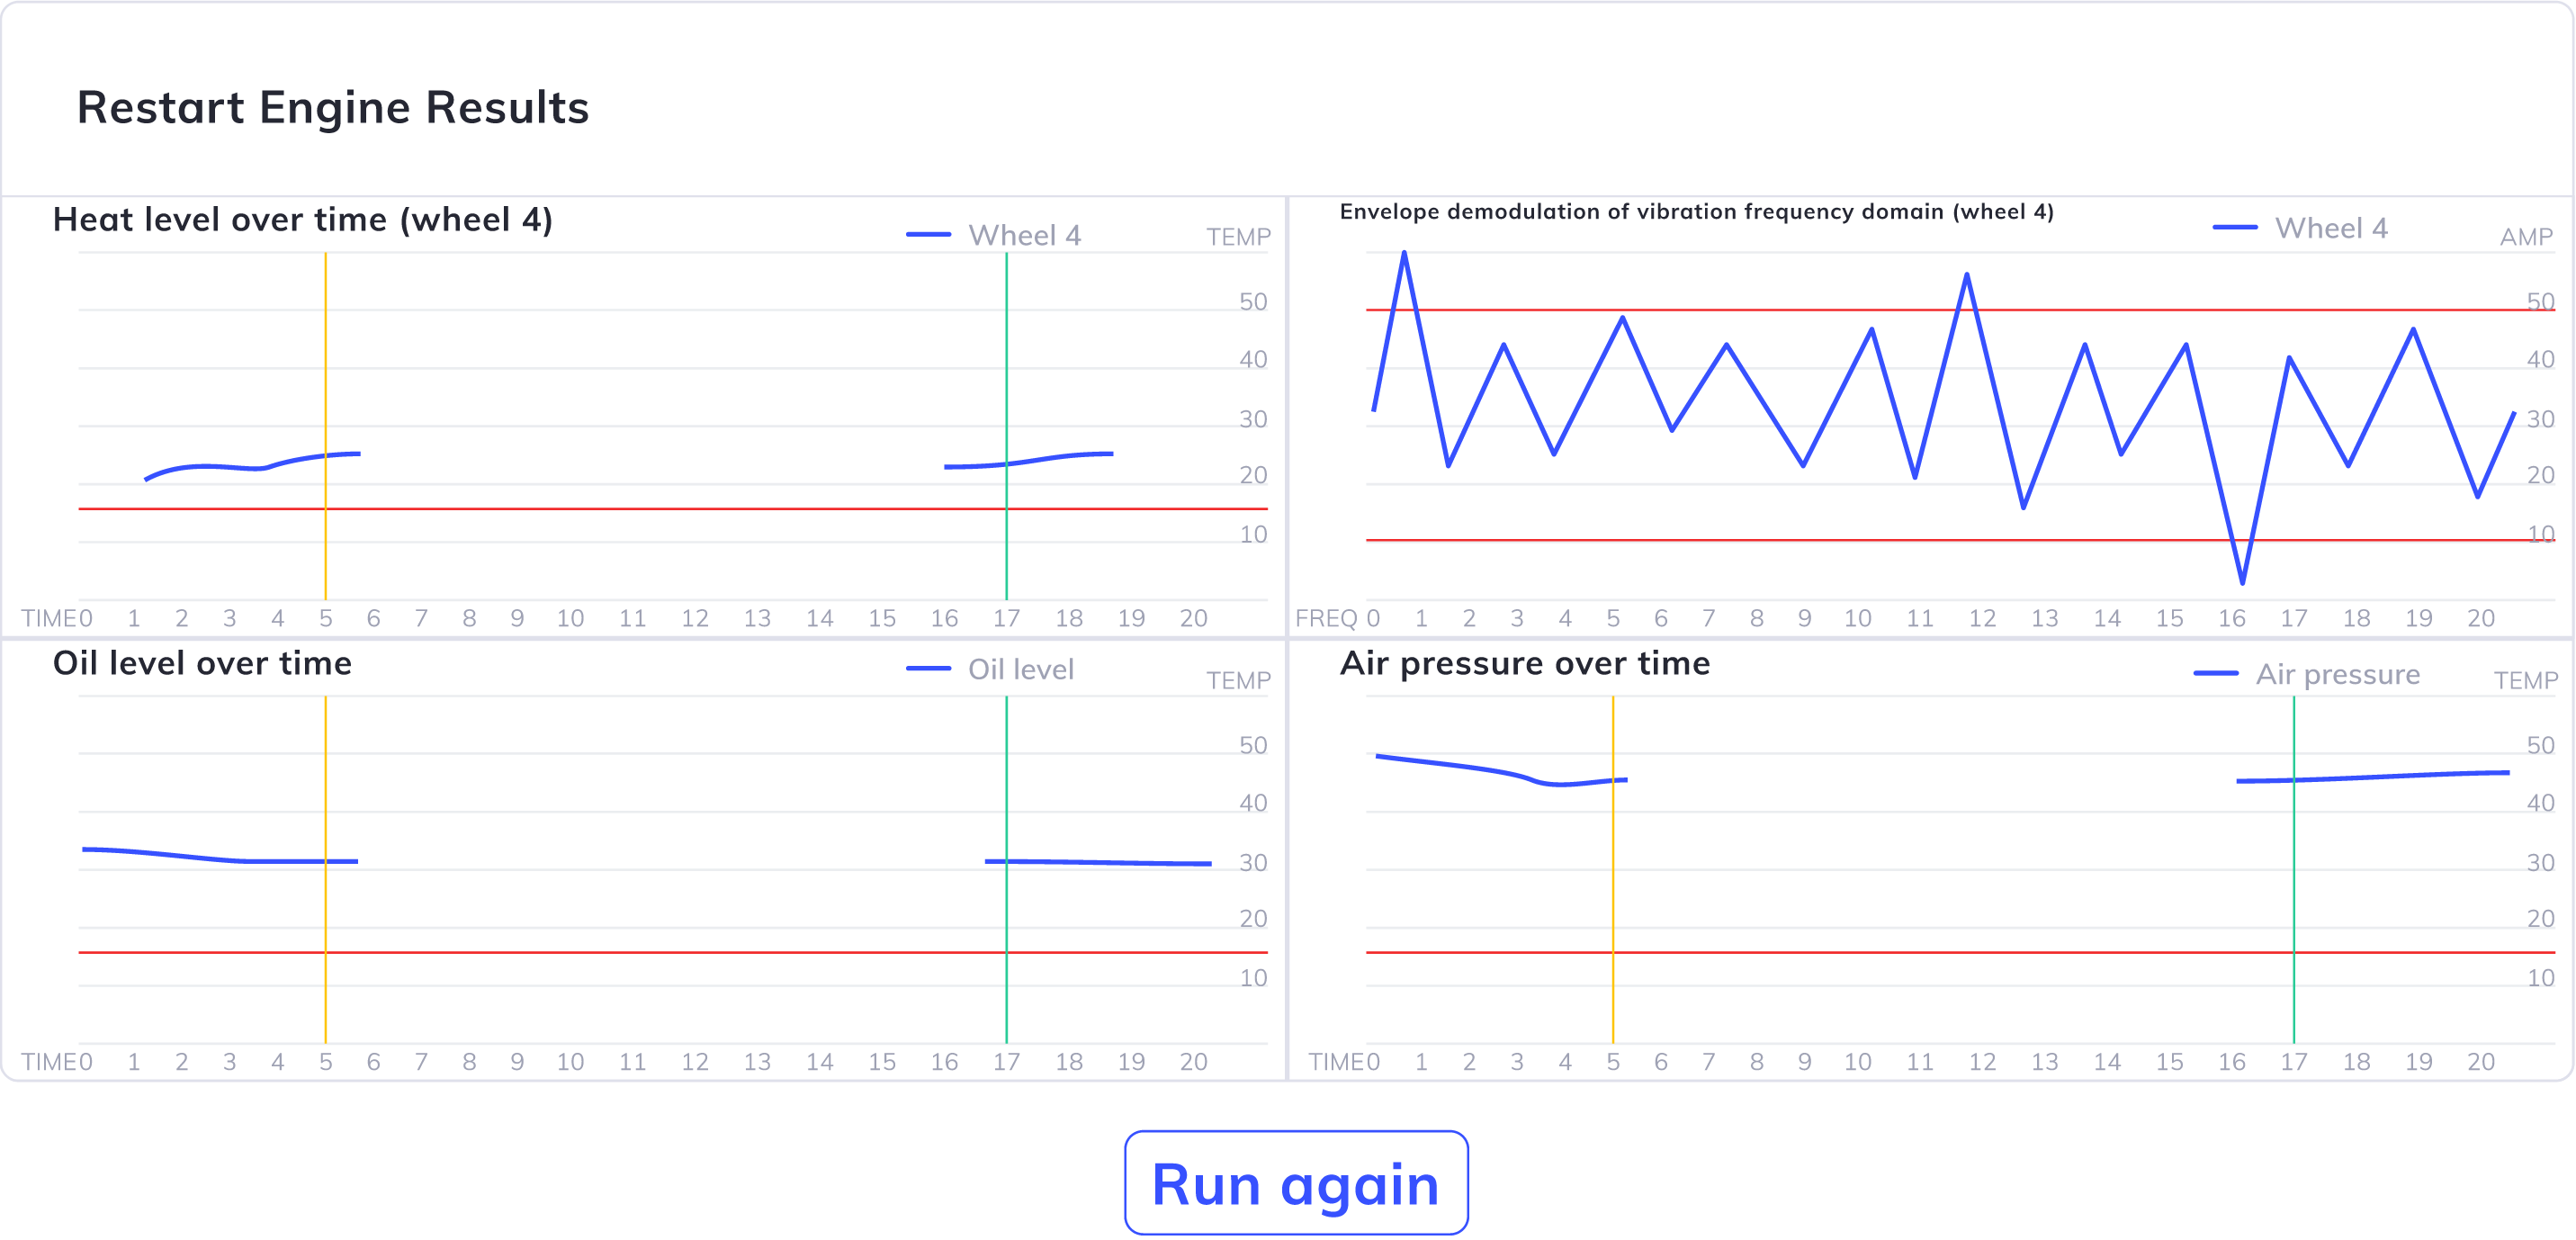 Restart Engine Results
Heat level over time (wheel 4)
Wheel 4
TEMP
50
40
30
20
10
TIME 0 1 2 3 4 5 6 7 8 9 10 11 12 13 14 15 16 17 18 19 20
Envelope demodulation of vibration frequency domain (wheel 4)
Wheel 4
AMP
50
40
30
20
10
FREQ 0 1 2 3 4 5 6 7 8 9 10 11 12 13 14 15 16 17 18 19 20
Oil level over time
Oil level
TEMP
50
40
30
20
10
TIME 0 1 2 3 4 5 6 7 8 9 10 11 12 13 14 15 16 17 18 19 20
Air pressure over time
Air pressure
TEMP
50
40
30
20
10
TIME 0 1 2 3 4 5 6 7 8 9 10 11 12 13 14 15 16 17 18 19 20
Run again